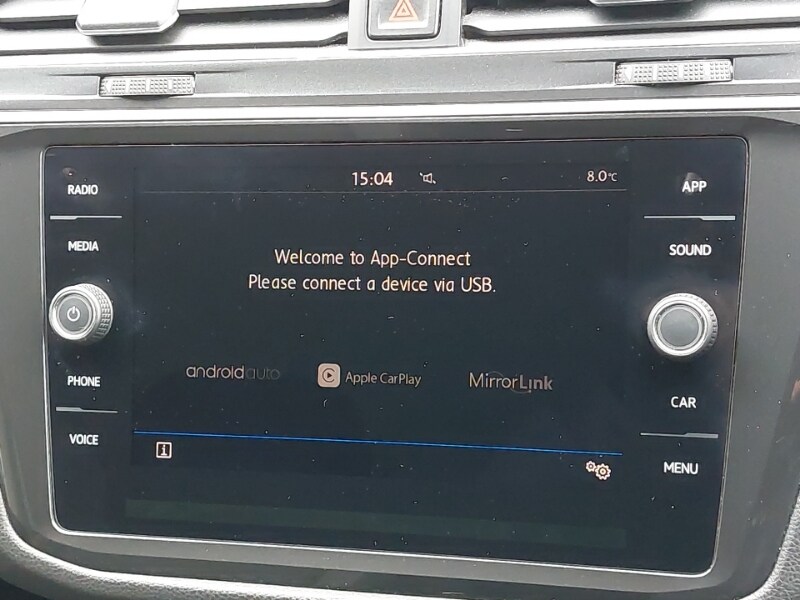 RADIO
MEDIA
PHONE
VOICE
15:04
8.0°C
Welcome to App-Connect
Please connect a device via USB.
androidauto
Apple CarPlay
MirrorLink
i
APP
SOUND
CAR
MENU